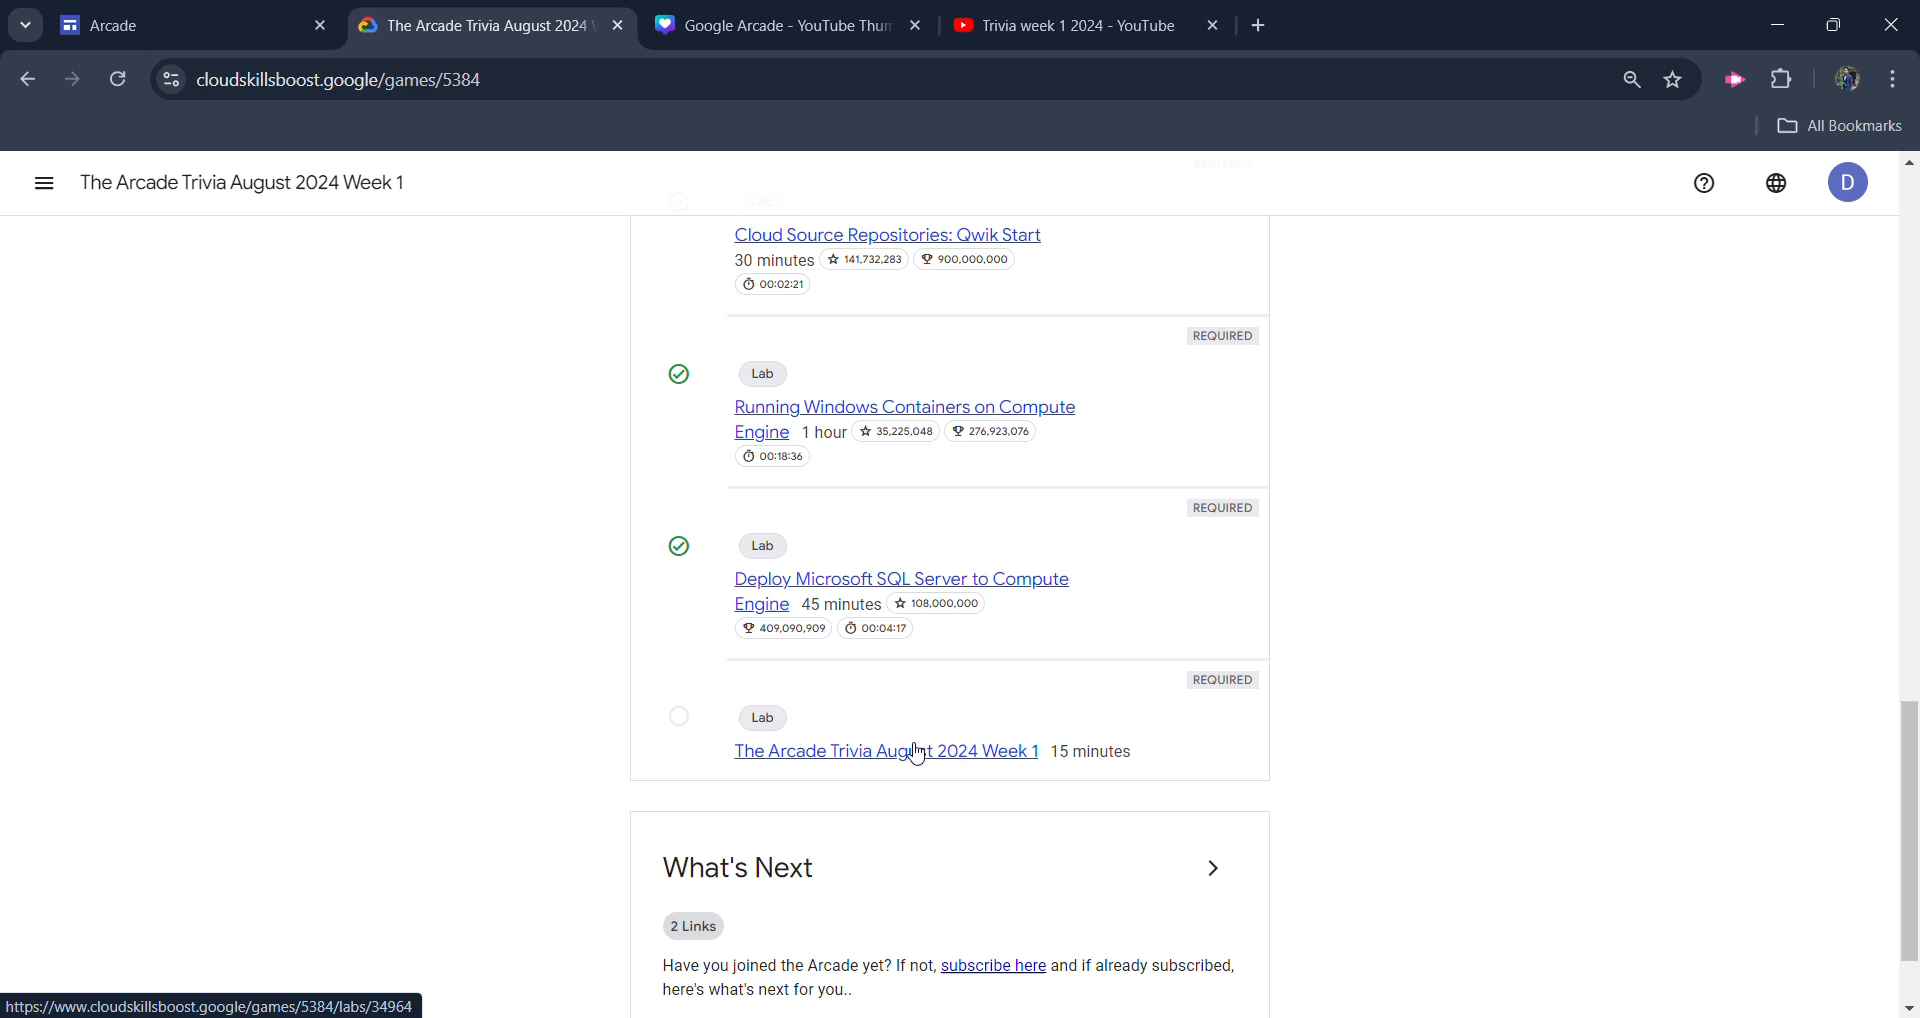 Arcade
The Arcade Trivia August 2024
Google Arcade - YouTube Thun
Trivia week 1 2024 - YouTube
cloudskillsboost.google/games/5384
All Bookmarks
The Arcade Trivia August 2024 Week 1
D
REQUIRED
Lab
Cloud Source Repositories: Qwik Start
30 minutes 141,732,283 900,000,000
00:02:21
REQUIRED
Lab
Running Windows Containers on Compute
Engine 1 hour 35,225,048 276,923,076
00:18:36
REQUIRED
Lab
Deploy Microsoft SQL Server to Compute
Engine 45 minutes 108,000,000
409,090,909 00:04:17
REQUIRED
Lab
The Arcade Trivia August 2024 Week 1 15 minutes
What's Next
2 Links
Have you joined the Arcade yet? If not, subscribe here and if already subscribed,
here's what's next for you..
https://www.cloudskillsboost.google/games/5384/labs/34964